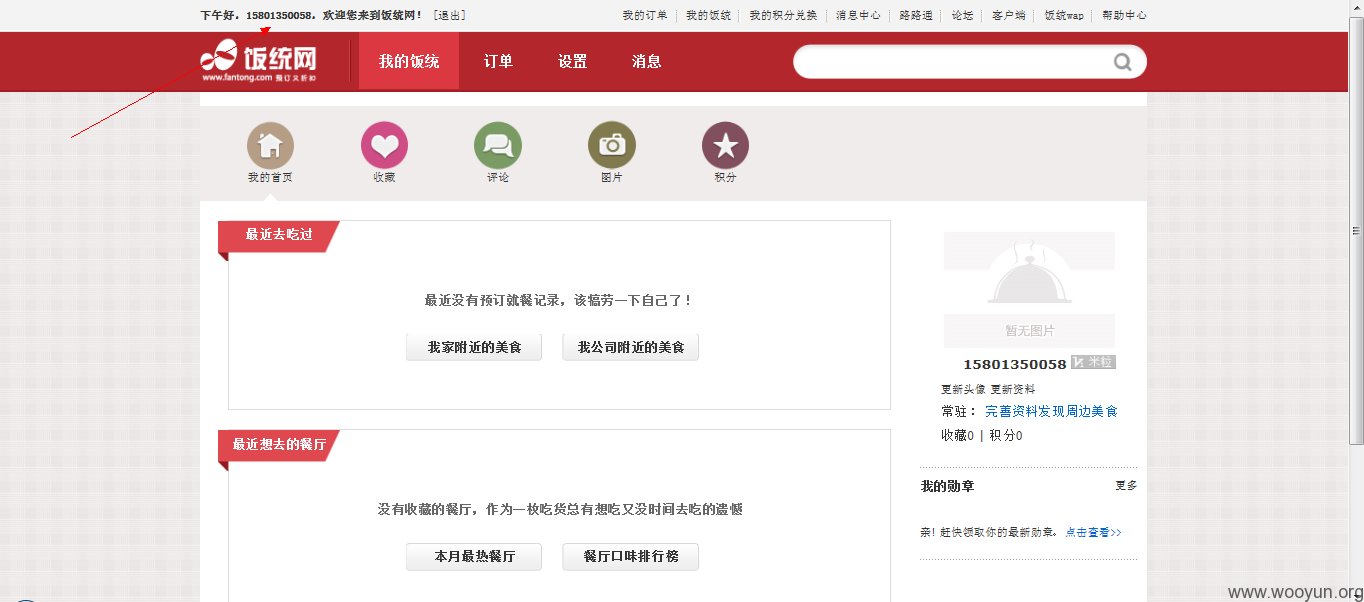 下午好，15801350058，欢迎您来到饭统网！ [退出]
我的订单 我的饭统 我的积分兑换 消息中心 路路通 论坛 客户端 饭统wap 帮助中心
饭统网
www.fantong.com 预订又折扣
我的饭统 订单 设置 消息
我的首页 收藏 评论 图片 积分
最近去吃过
最近没有预订就餐记录，该犒劳一下自己了！
我家附近的美食 我公司附近的美食
暂无图片
15801350058 米粒
更新头像 更新资料
常驻： 完善资料发现周边美食
收藏0 | 积分0
最近想去的餐厅
没有收藏的餐厅，作为一枚吃货总有想吃又没时间去吃的遗憾
本月最热餐厅 餐厅口味排行榜
我的勋章 更多
亲! 赶快领取你的最新勋章。 点击查看>>
www.wooyun.org